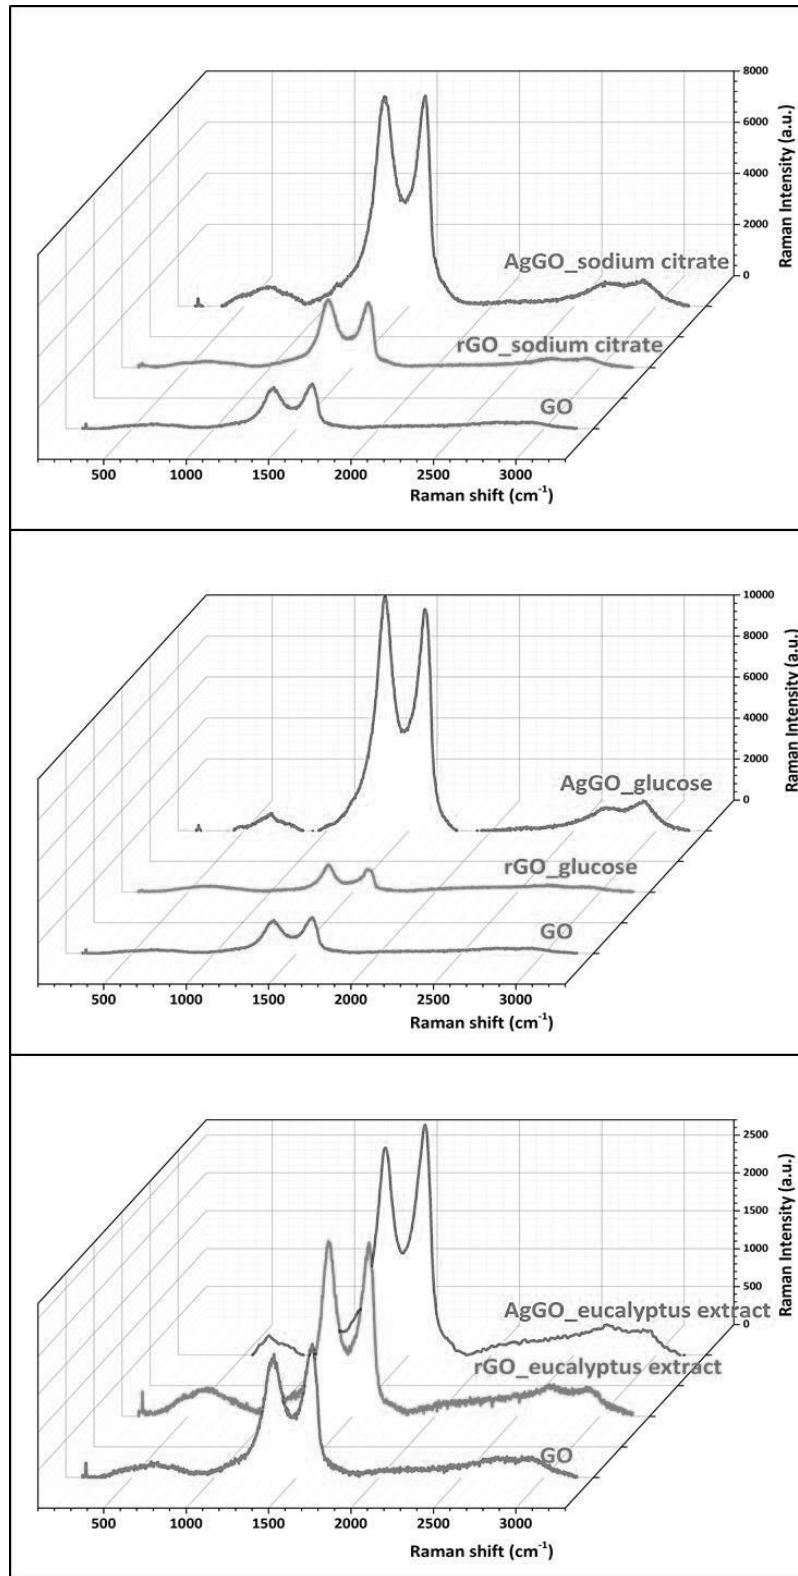 8000
6000
4000
2000
0
Raman Intensity (a.u.)
AgGO_sodium citrate
rGO_sodium citrate
GO
500 1000 1500 2000 2500 3000
Raman shift (cm-1)
10000
8000
6000
4000
2000
0
Raman Intensity (a.u.)
AgGO_glucose
rGO_glucose
GO
500 1000 1500 2000 2500 3000
Raman shift (cm-1)
2500
2000
1500
1000
500
0
Raman Intensity (a.u.)
AgGO_eucalyptus extract
rGO_eucalyptus extract
GO
500 1000 1500 2000 2500 3000
Raman shift (cm-1)